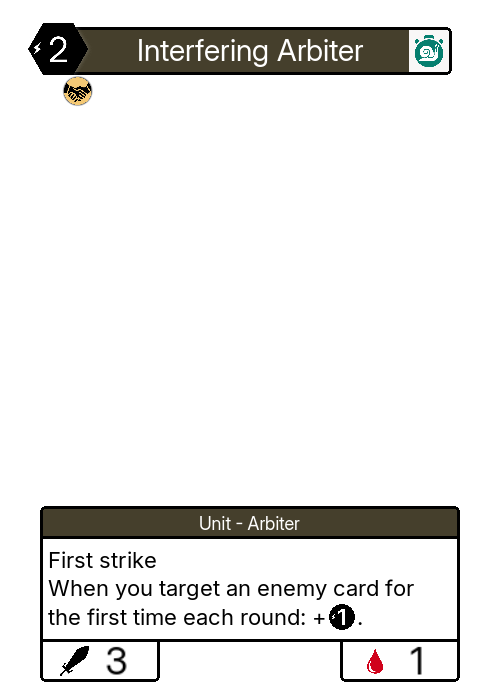 2
Interfering Arbiter
Unit - Arbiter
First strike
When you target an enemy card for
the first time each round: +1.
3
1